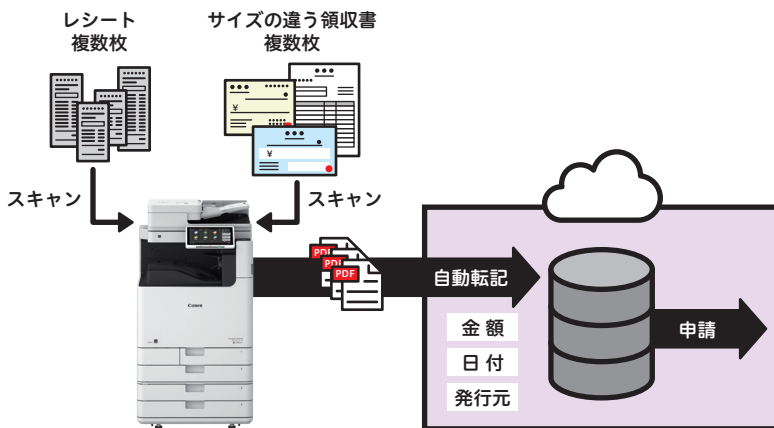 レシート
複数枚
サイズの違う領収書
複数枚
¥
¥
スキャン
スキャン
Canon
PDF
PDF
PDF
自動転記
金額
日付
発行元
申請